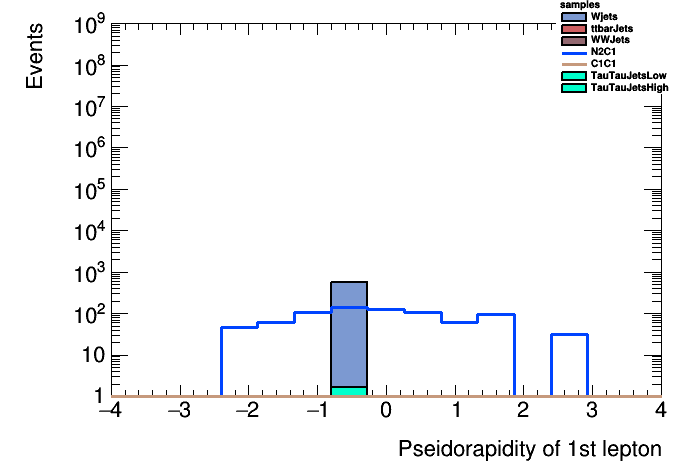 samples
Wjets
ttbarJets
WWJets
N2C1
C1C1
TauTauJetsLow
TauTauJetsHigh
Events
10⁹
10⁸
10⁷
10⁶
10⁵
10⁴
10³
10²
10
1
−4 −3 −2 −1 0 1 2 3 4
Pseidorapidity of 1st lepton